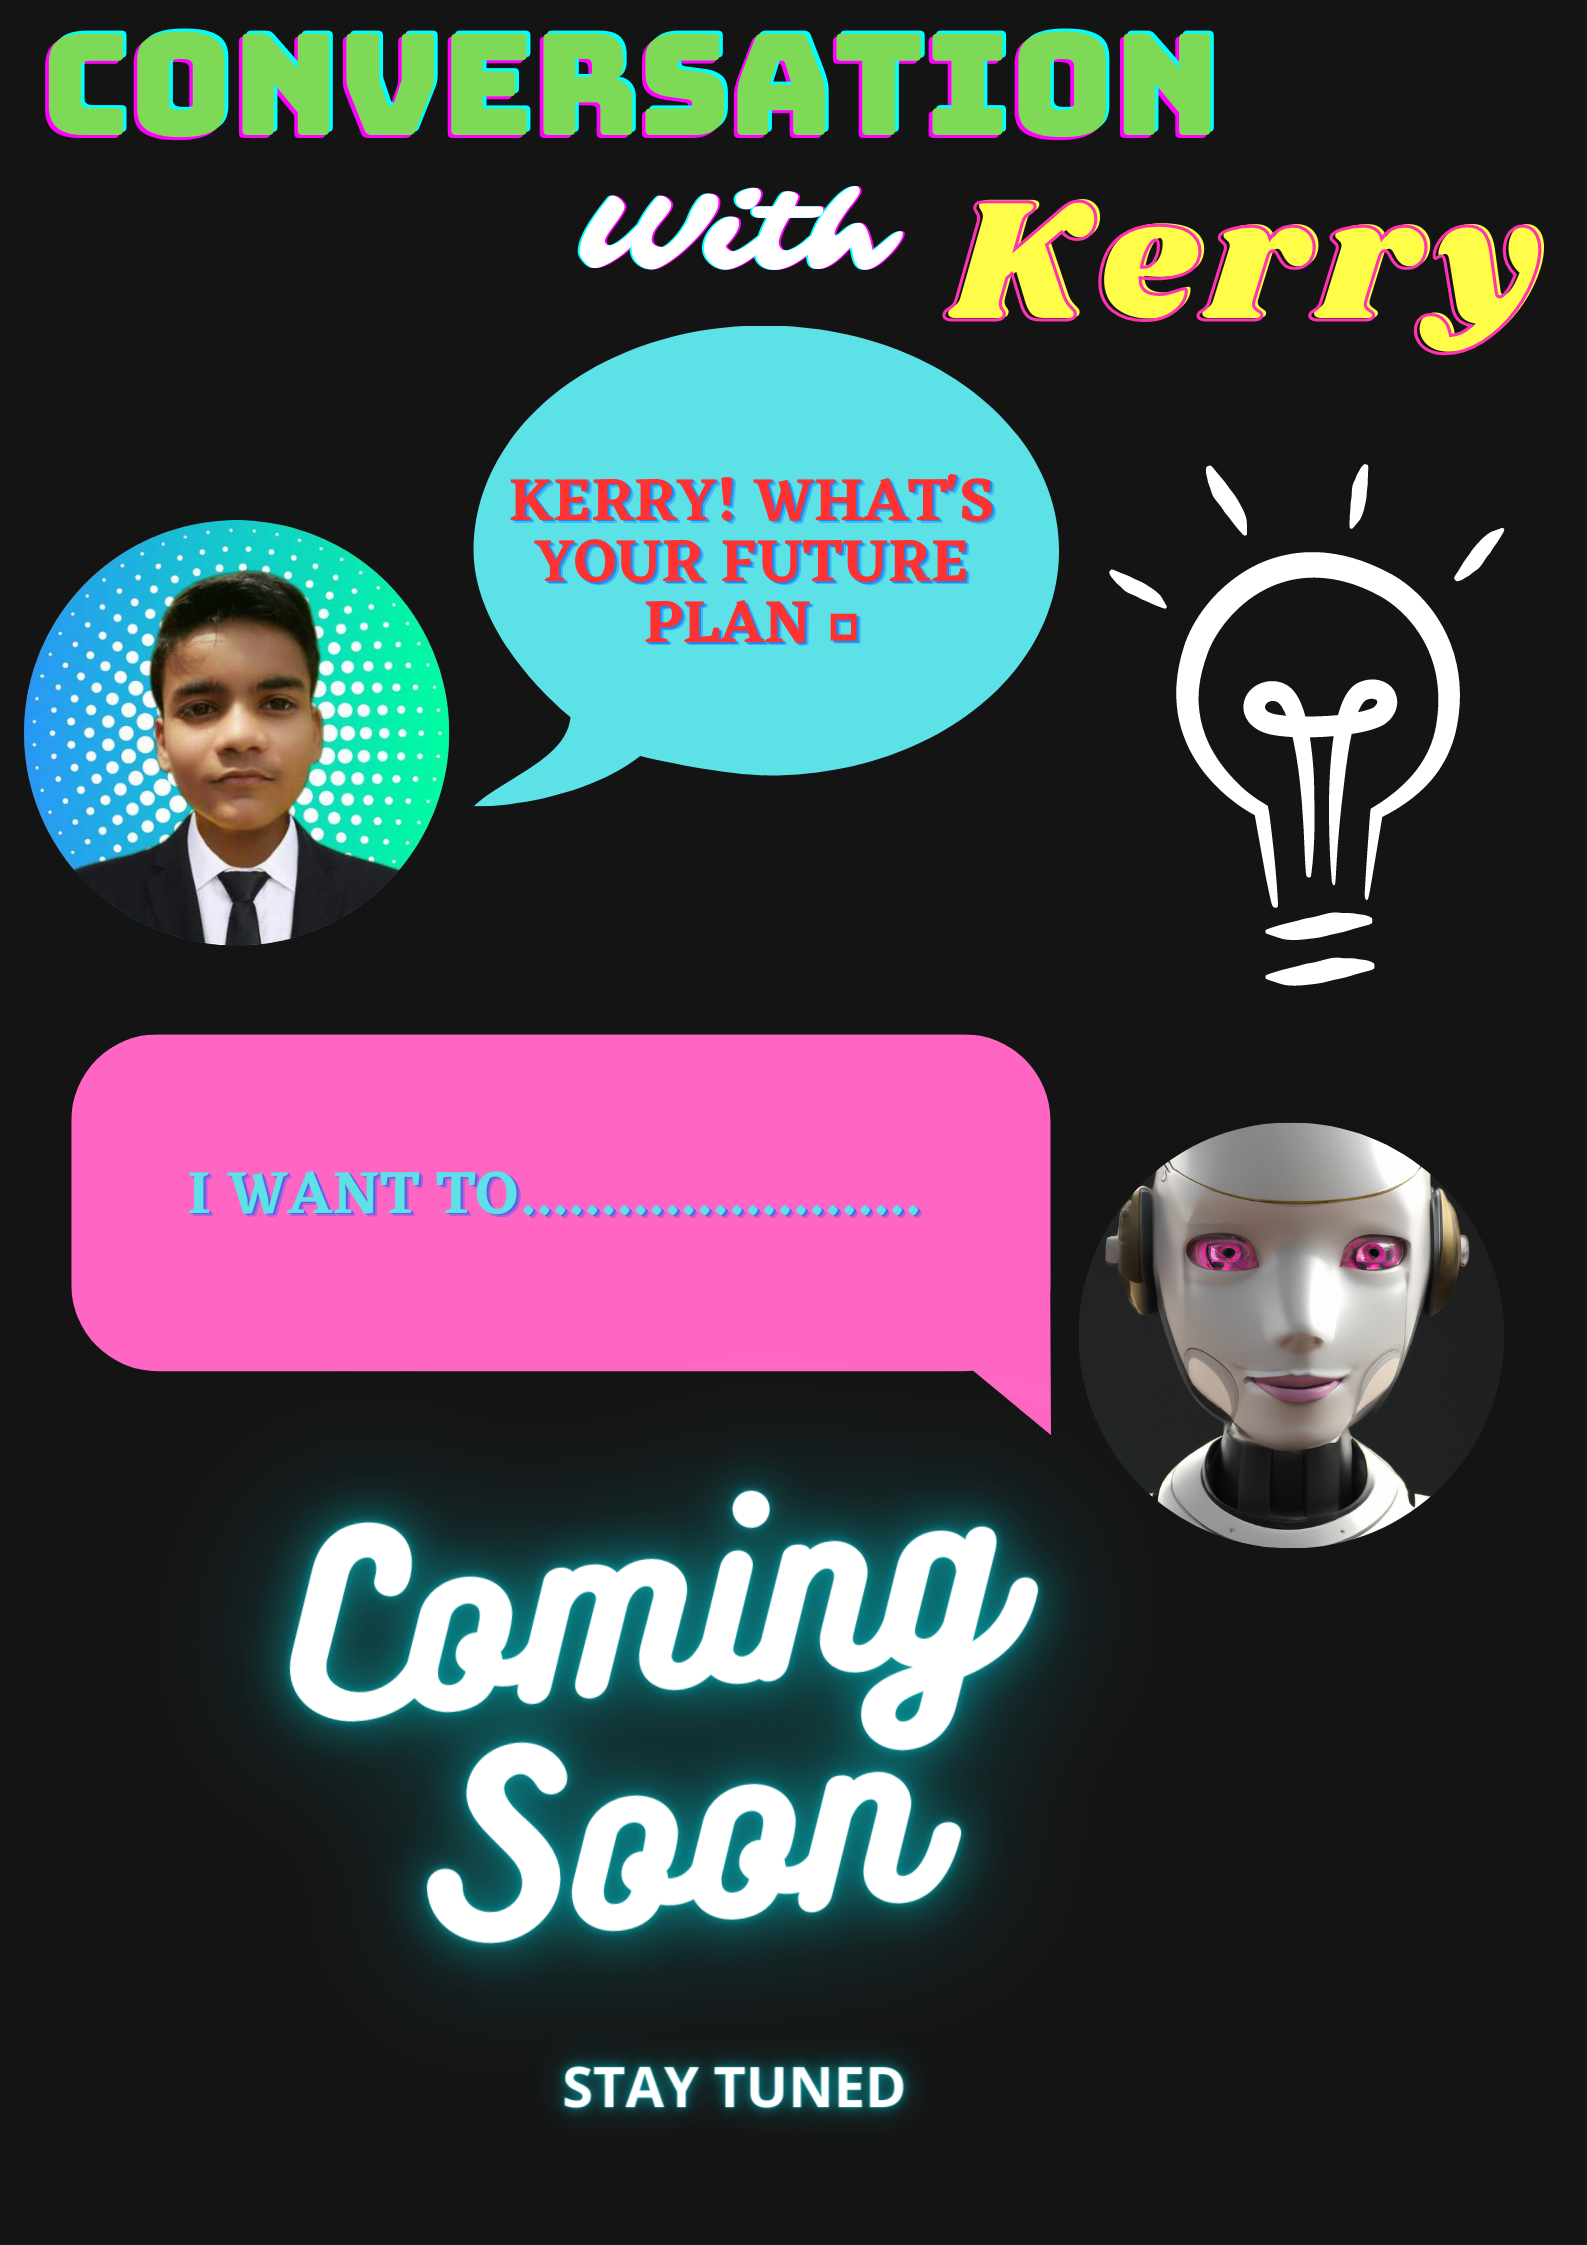 CONVERSATION
With Kerry
KERRY! WHAT'S
YOUR FUTURE
PLAN
I WANT TO.........................
Coming
Soon
STAY TUNED